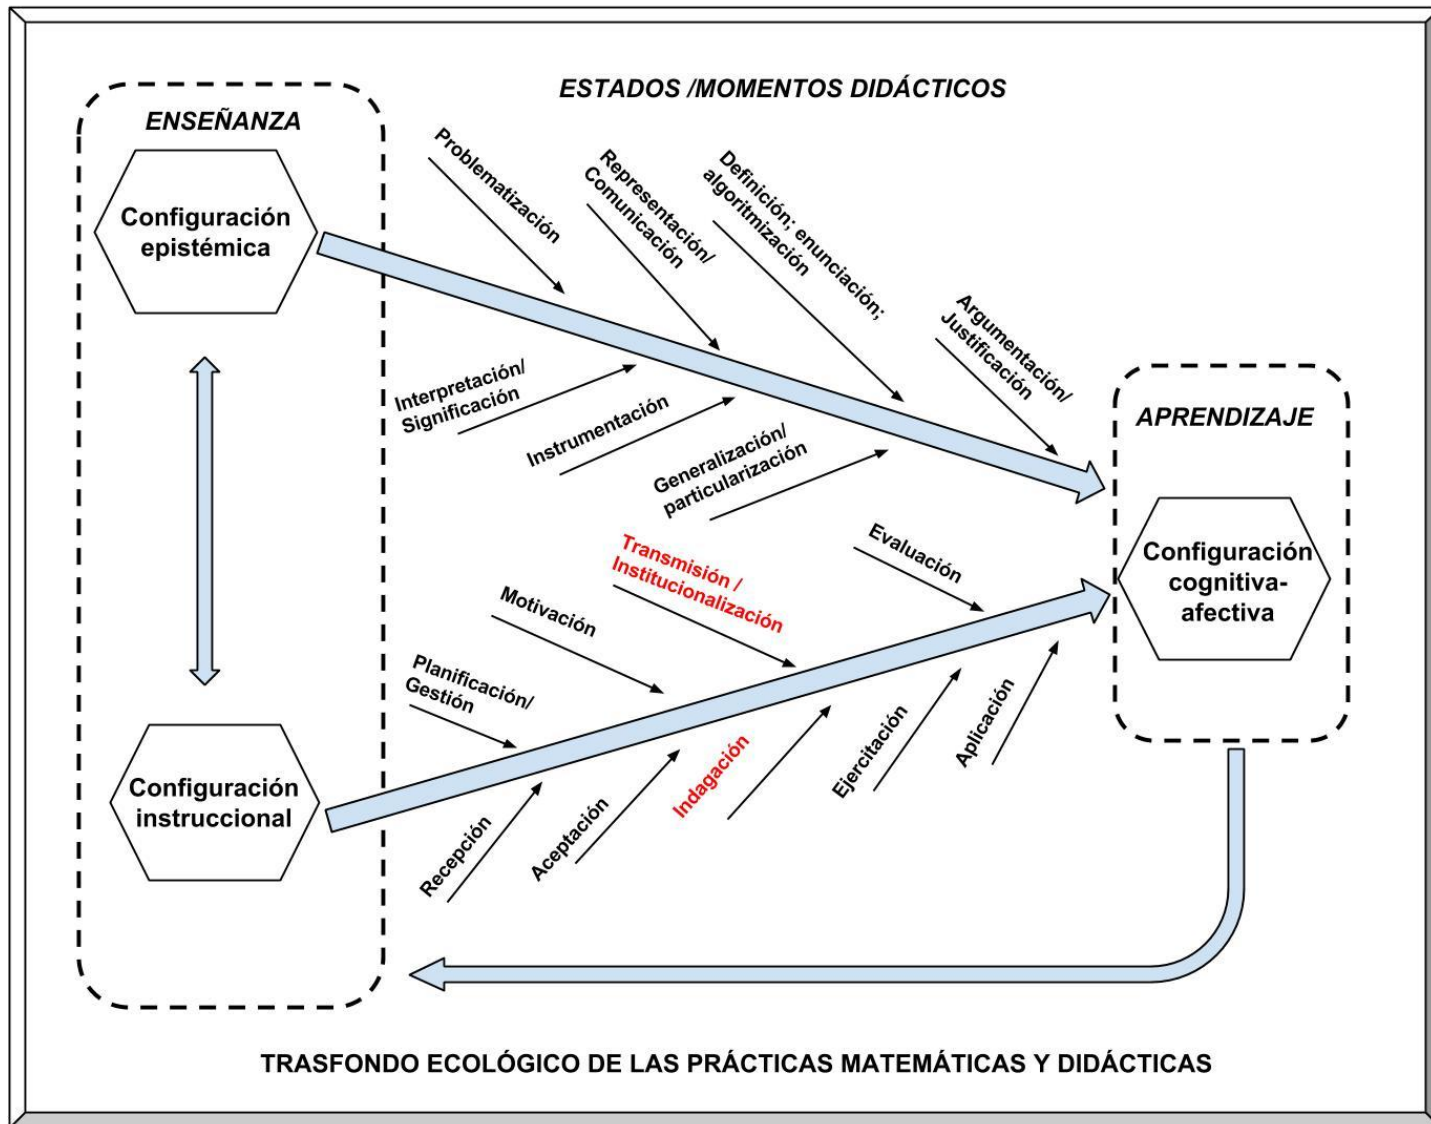 ESTADOS /MOMENTOS DIDÁCTICOS
ENSEÑANZA
Configuración
epistémica
Problematización
Representación/
Comunicación
Definición; enunciación;
algoritmización
Argumentación/
Justificación
Interpretación/
Significación
Instrumentación
Generalización/
particularización
APRENDIZAJE
Configuración
cognitiva-
afectiva
Transmisión /
Institucionalización
Evaluación
Motivación
Planificación/
Gestión
Configuración
instruccional
Recepción
Aceptación
Indagación
Ejercitación
Aplicación
TRASFONDO ECOLÓGICO DE LAS PRÁCTICAS MATEMÁTICAS Y DIDÁCTICAS